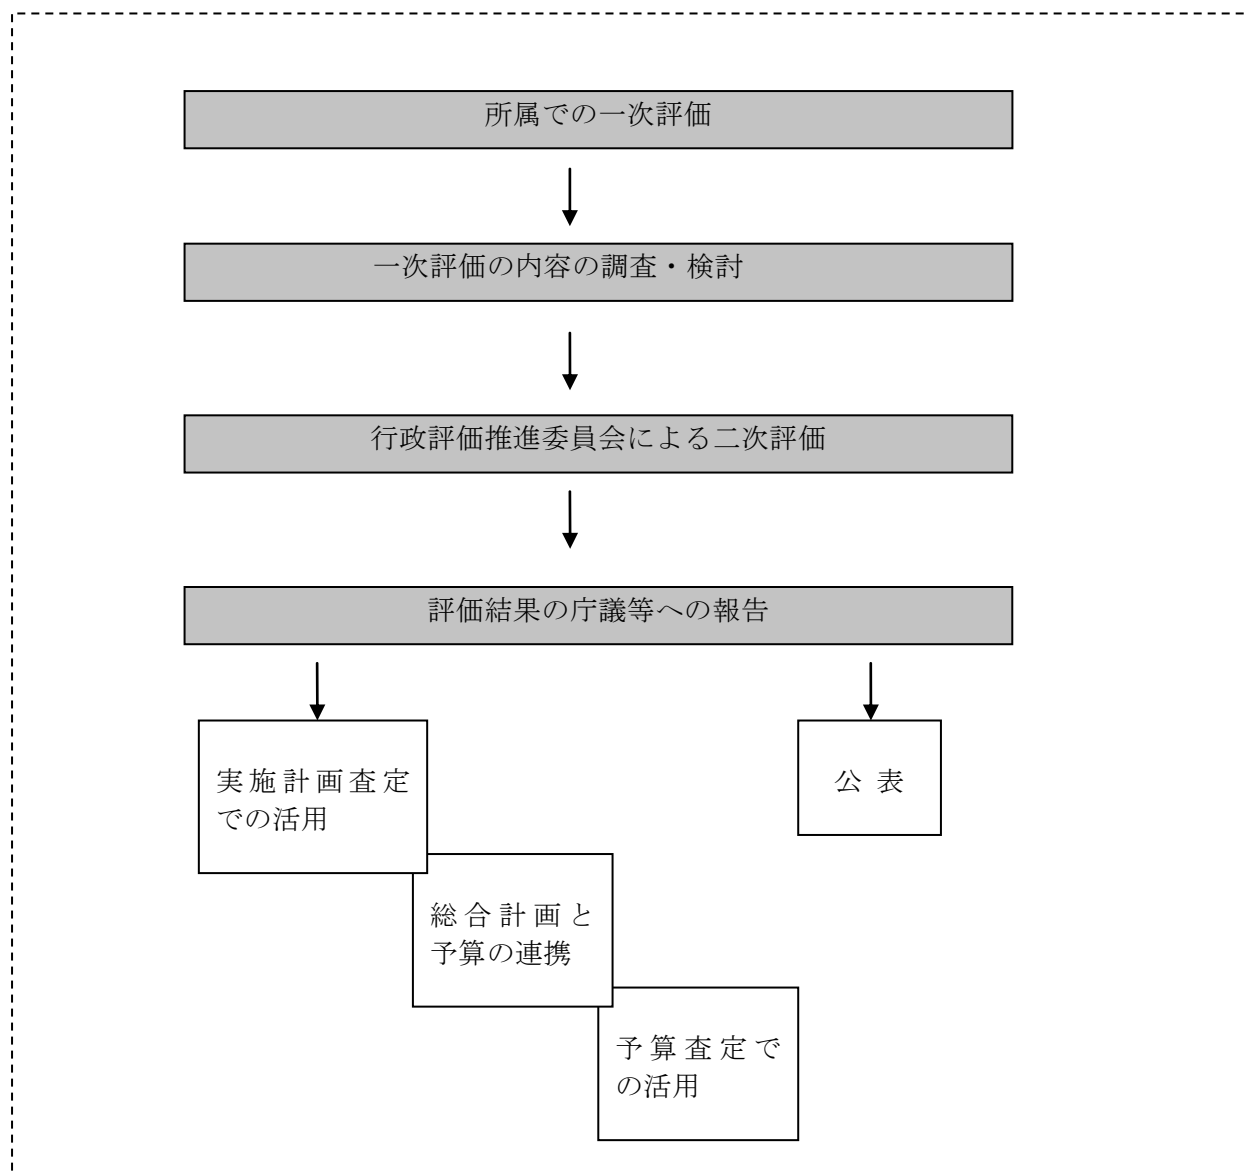 所属での一次評価
一次評価の内容の調査・検討
行政評価推進委員会による二次評価
評価結果の庁議等への報告
実施計画査定
での活用
公 表
総合計画と
予算の連携
予算査定で
の活用